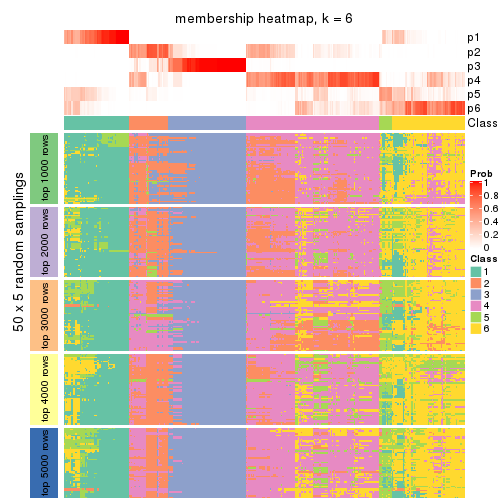 membership heatmap, k = 6
p1
p2
p3
p4
p5
p6
Class
50 x 5 random samplings
top 1000 rows
top 2000 rows
top 3000 rows
top 4000 rows
top 5000 rows
Prob
1
0.8
0.6
0.4
0.2
0
Class
1
2
3
4
5
6